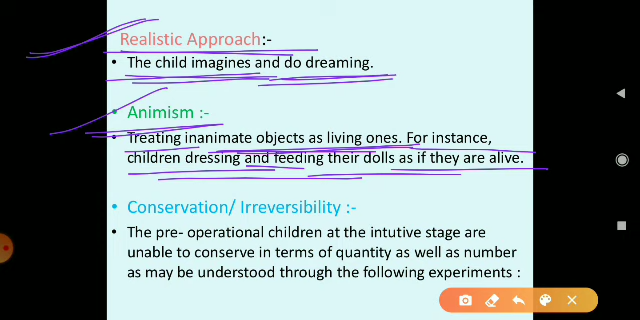 Realistic Approach:-
• The child imagines and do dreaming.
• Animism :-
• Treating inanimate objects as living ones. For instance,
children dressing and feeding their dolls as if they are alive.
• Conservation/ Irreversibility :-
• The pre- operational children at the intutive stage are
unable to conserve in terms of quantity as well as number
as may be understood through the following experiments :